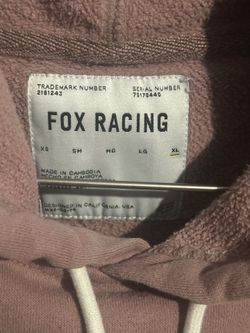 TRADEMARK NUMBER SERIAL NUMBER
2181243 75175445
FOX RACING
XS SM MD LG XL
MADE IN CAMBODIA
DESIGNED IN CALIFORNIA, USA